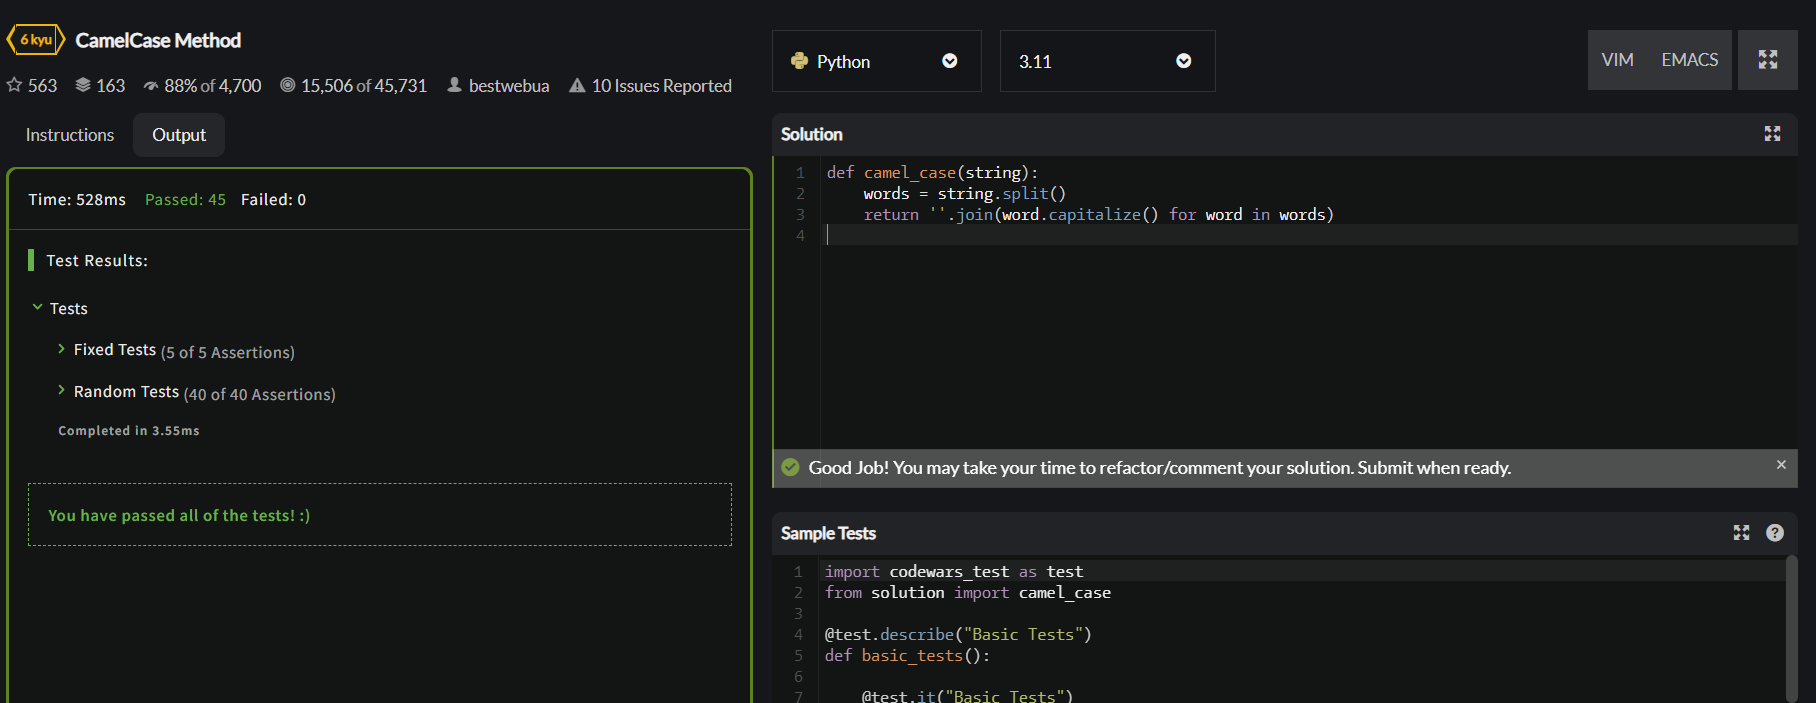 6 kyu CamelCase Method
563 163 88% of 4,700 15,506 of 45,731 bestwebua 10 Issues Reported
Instructions Output
Time: 528ms Passed: 45 Failed: 0
Test Results:
Tests
Fixed Tests (5 of 5 Assertions)
Random Tests (40 of 40 Assertions)
Completed in 3.55ms
You have passed all of the tests! :)
Python 3.11 VIM EMACS
Solution
1 def camel_case(string):
2     words = string.split()
3     return ''.join(word.capitalize() for word in words)
4
Good Job! You may take your time to refactor/comment your solution. Submit when ready.
Sample Tests
1 import codewars_test as test
2 from solution import camel_case
3
4 @test.describe("Basic Tests")
5 def basic_tests():
6
7     @test.it("Basic Tests")